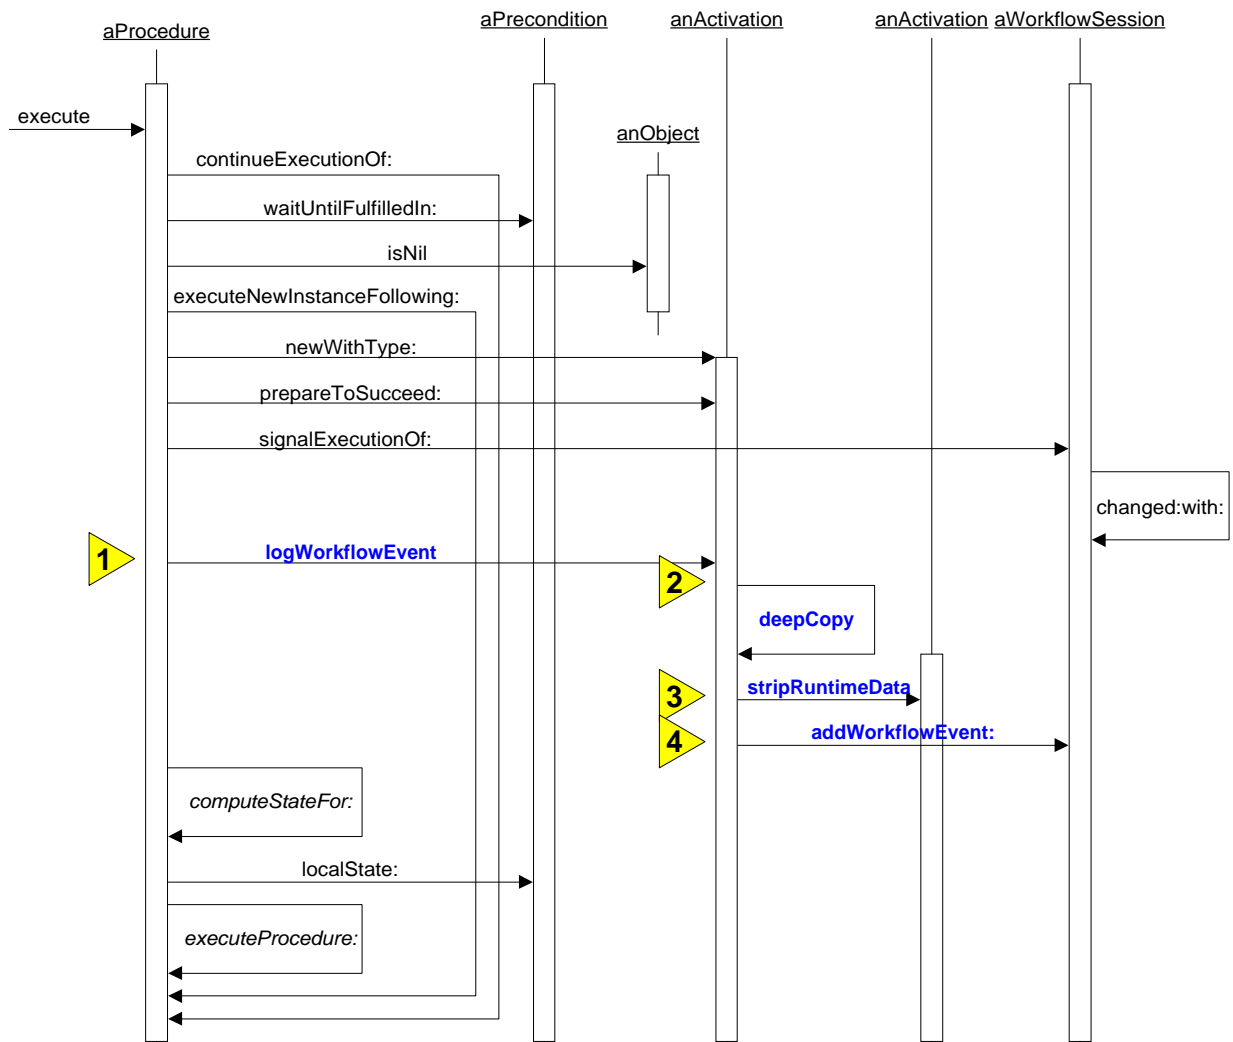 aProcedure
aPrecondition
anActivation
anActivation
aWorkflowSession
execute
anObject
continueExecutionOf:
waitUntilFulfilledIn:
isNil
executeNewInstanceFollowing:
newWithType:
prepareToSucceed:
signalExecutionOf:
changed:with:
1
logWorkflowEvent
2
deepCopy
3
stripRuntimeData
4
addWorkflowEvent:
computeStateFor:
localState:
executeProcedure: